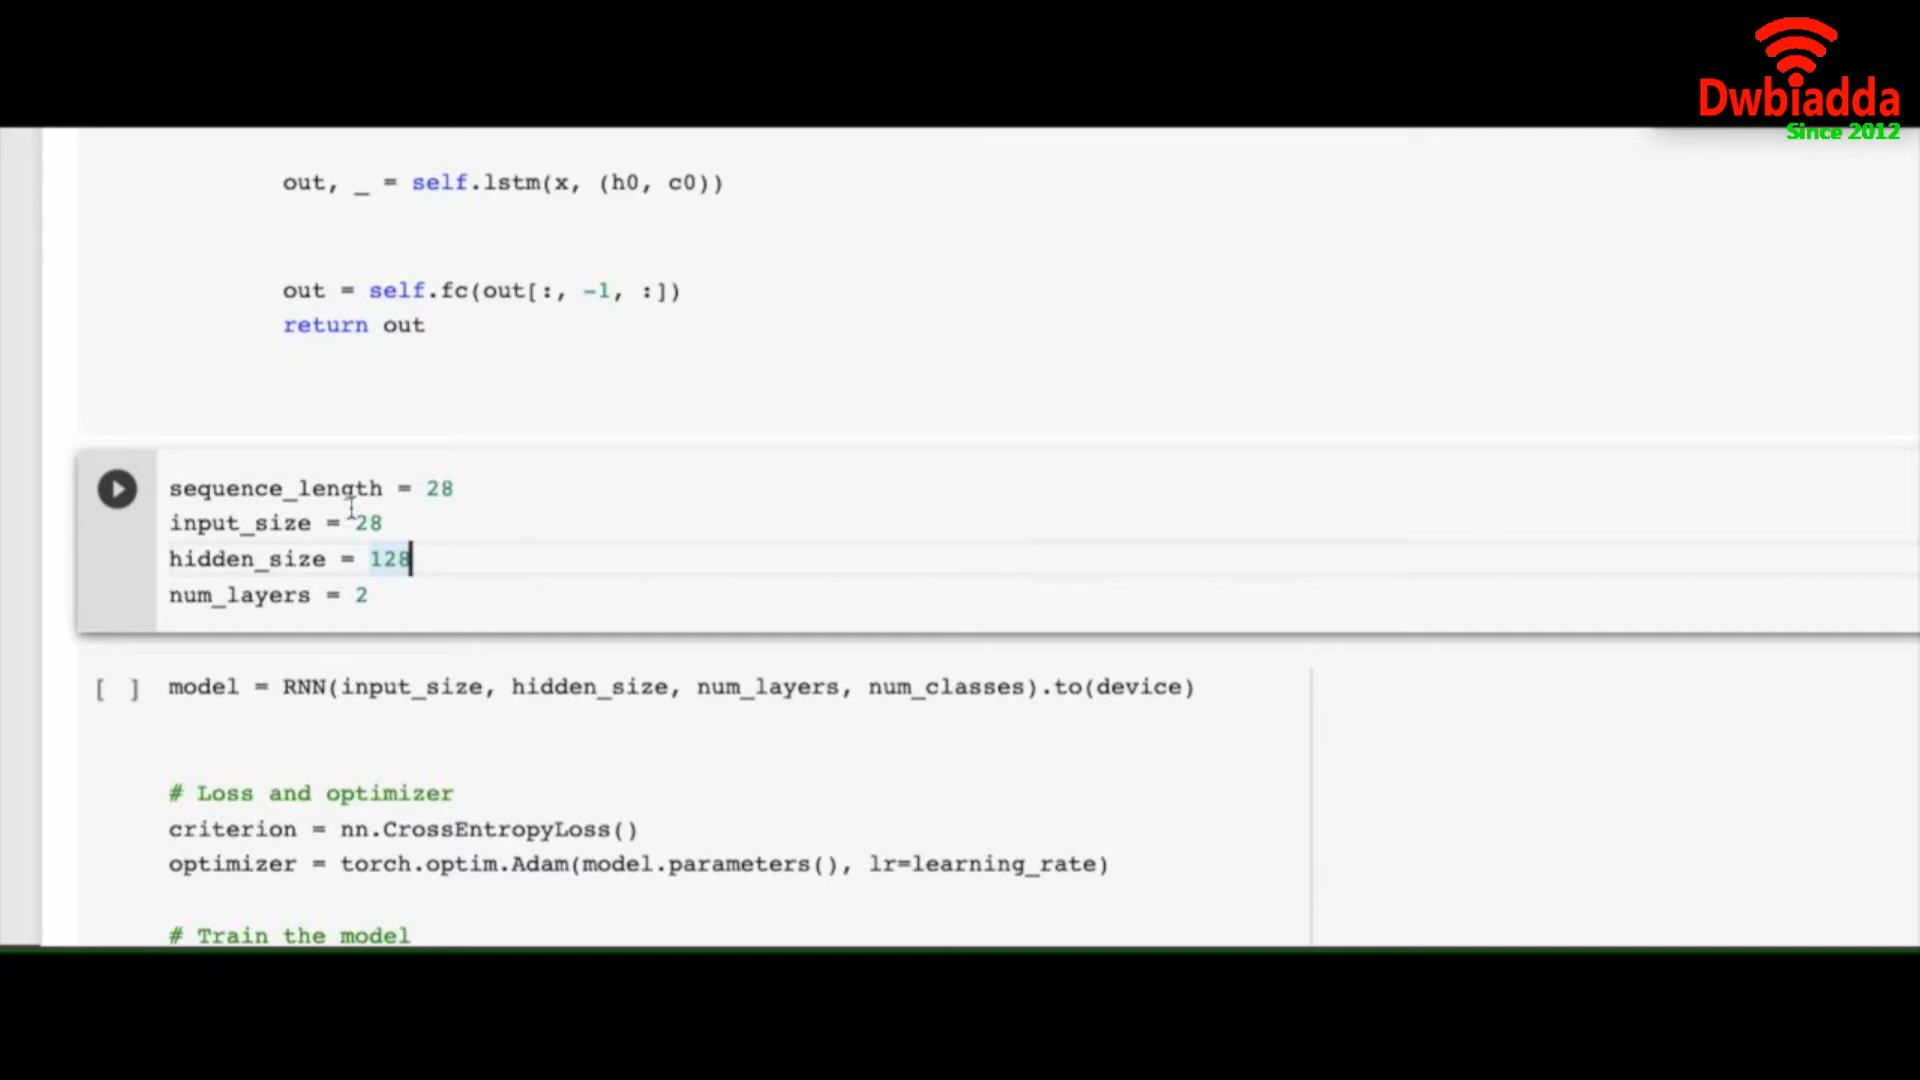 Dwbiadda
Since 2012
out, _ = self.lstm(x, (h0, c0))
out = self.fc(out[:, -1, :])
return out
sequence_length = 28
input_size = 28
hidden_size = 128
num_layers = 2
[ ] model = RNN(input_size, hidden_size, num_layers, num_classes).to(device)
# Loss and optimizer
criterion = nn.CrossEntropyLoss()
optimizer = torch.optim.Adam(model.parameters(), lr=learning_rate)
# Train the model